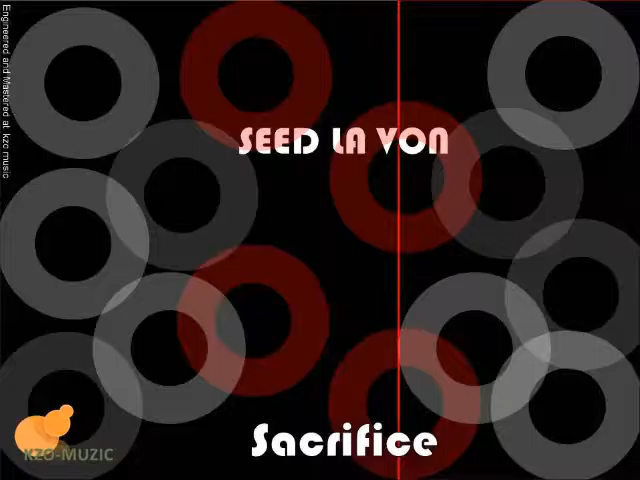 Engineered and Mastered at kzo music
SEED LA VON
Sacrifice
KZO-MUZIC